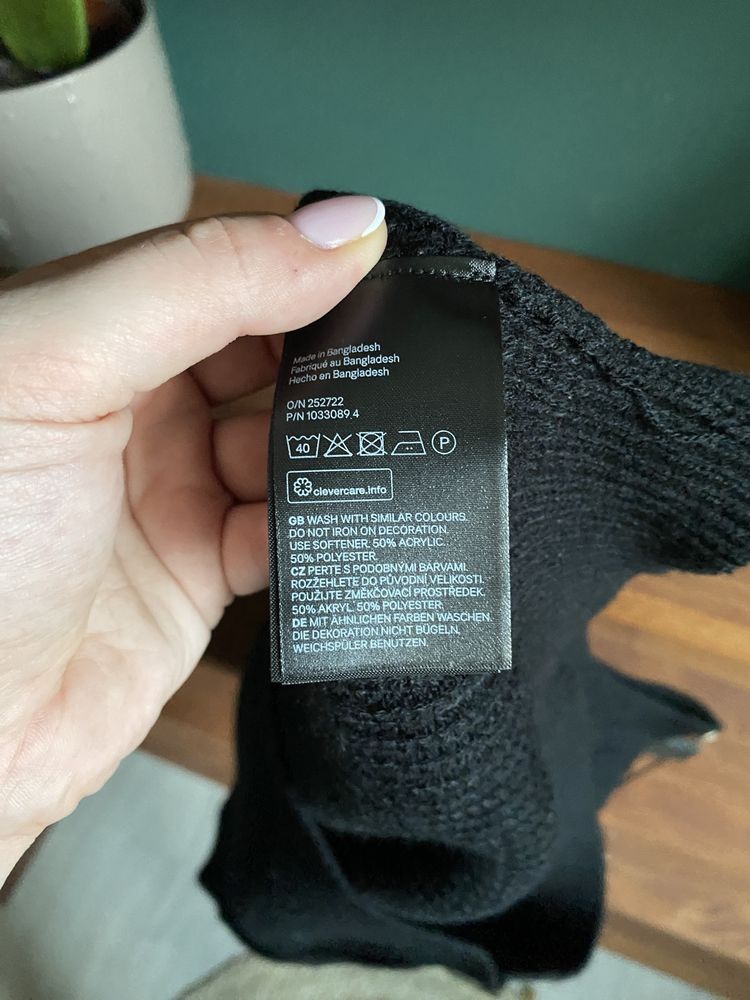 Made in Bangladesh
Fabriqué au Bangladesh
Hecho en Bangladesh
O/N 252722
P/N 1033089.4
40 P
clevercare.info
GB WASH WITH SIMILAR COLOURS.
DO NOT IRON ON DECORATION.
USE SOFTENER. 50% ACRYLIC.
50% POLYESTER.
CZ PERTE S PODOBNÝMI BARVAMI.
ROZŽEHLETE DO PŮVODNÍ VELIKOSTI.
POUŽIJTE ZMĚKČOVACÍ PROSTŘEDEK.
50% AKRYL. 50% POLYESTER.
DE MIT ÄHNLICHEN FARBEN WASCHEN.
DIE DEKORATION NICHT BÜGELN.
WEICHSPÜLER BENUTZEN.